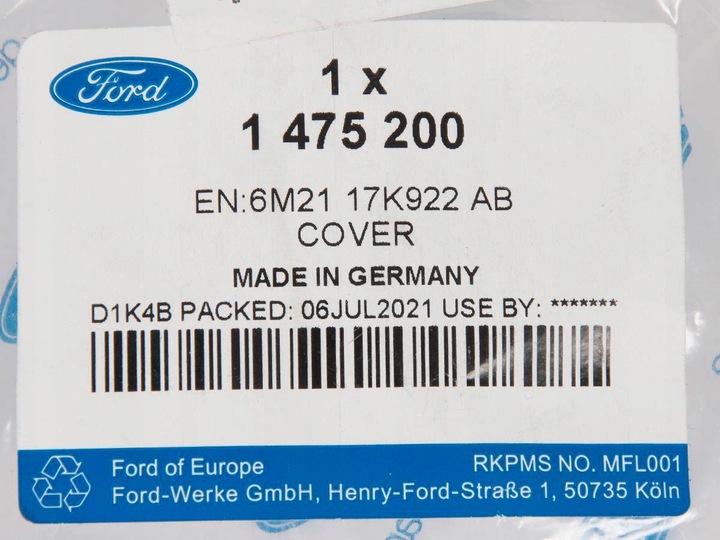 Ford
1 x
1 475 200
EN:6M21 17K922 AB
COVER
MADE IN GERMANY
D1K4B PACKED: 06JUL2021 USE BY: *******
Ford of Europe
RKPMS NO. MFL001
Ford-Werke GmbH, Henry-Ford-Straße 1, 50735 Köln